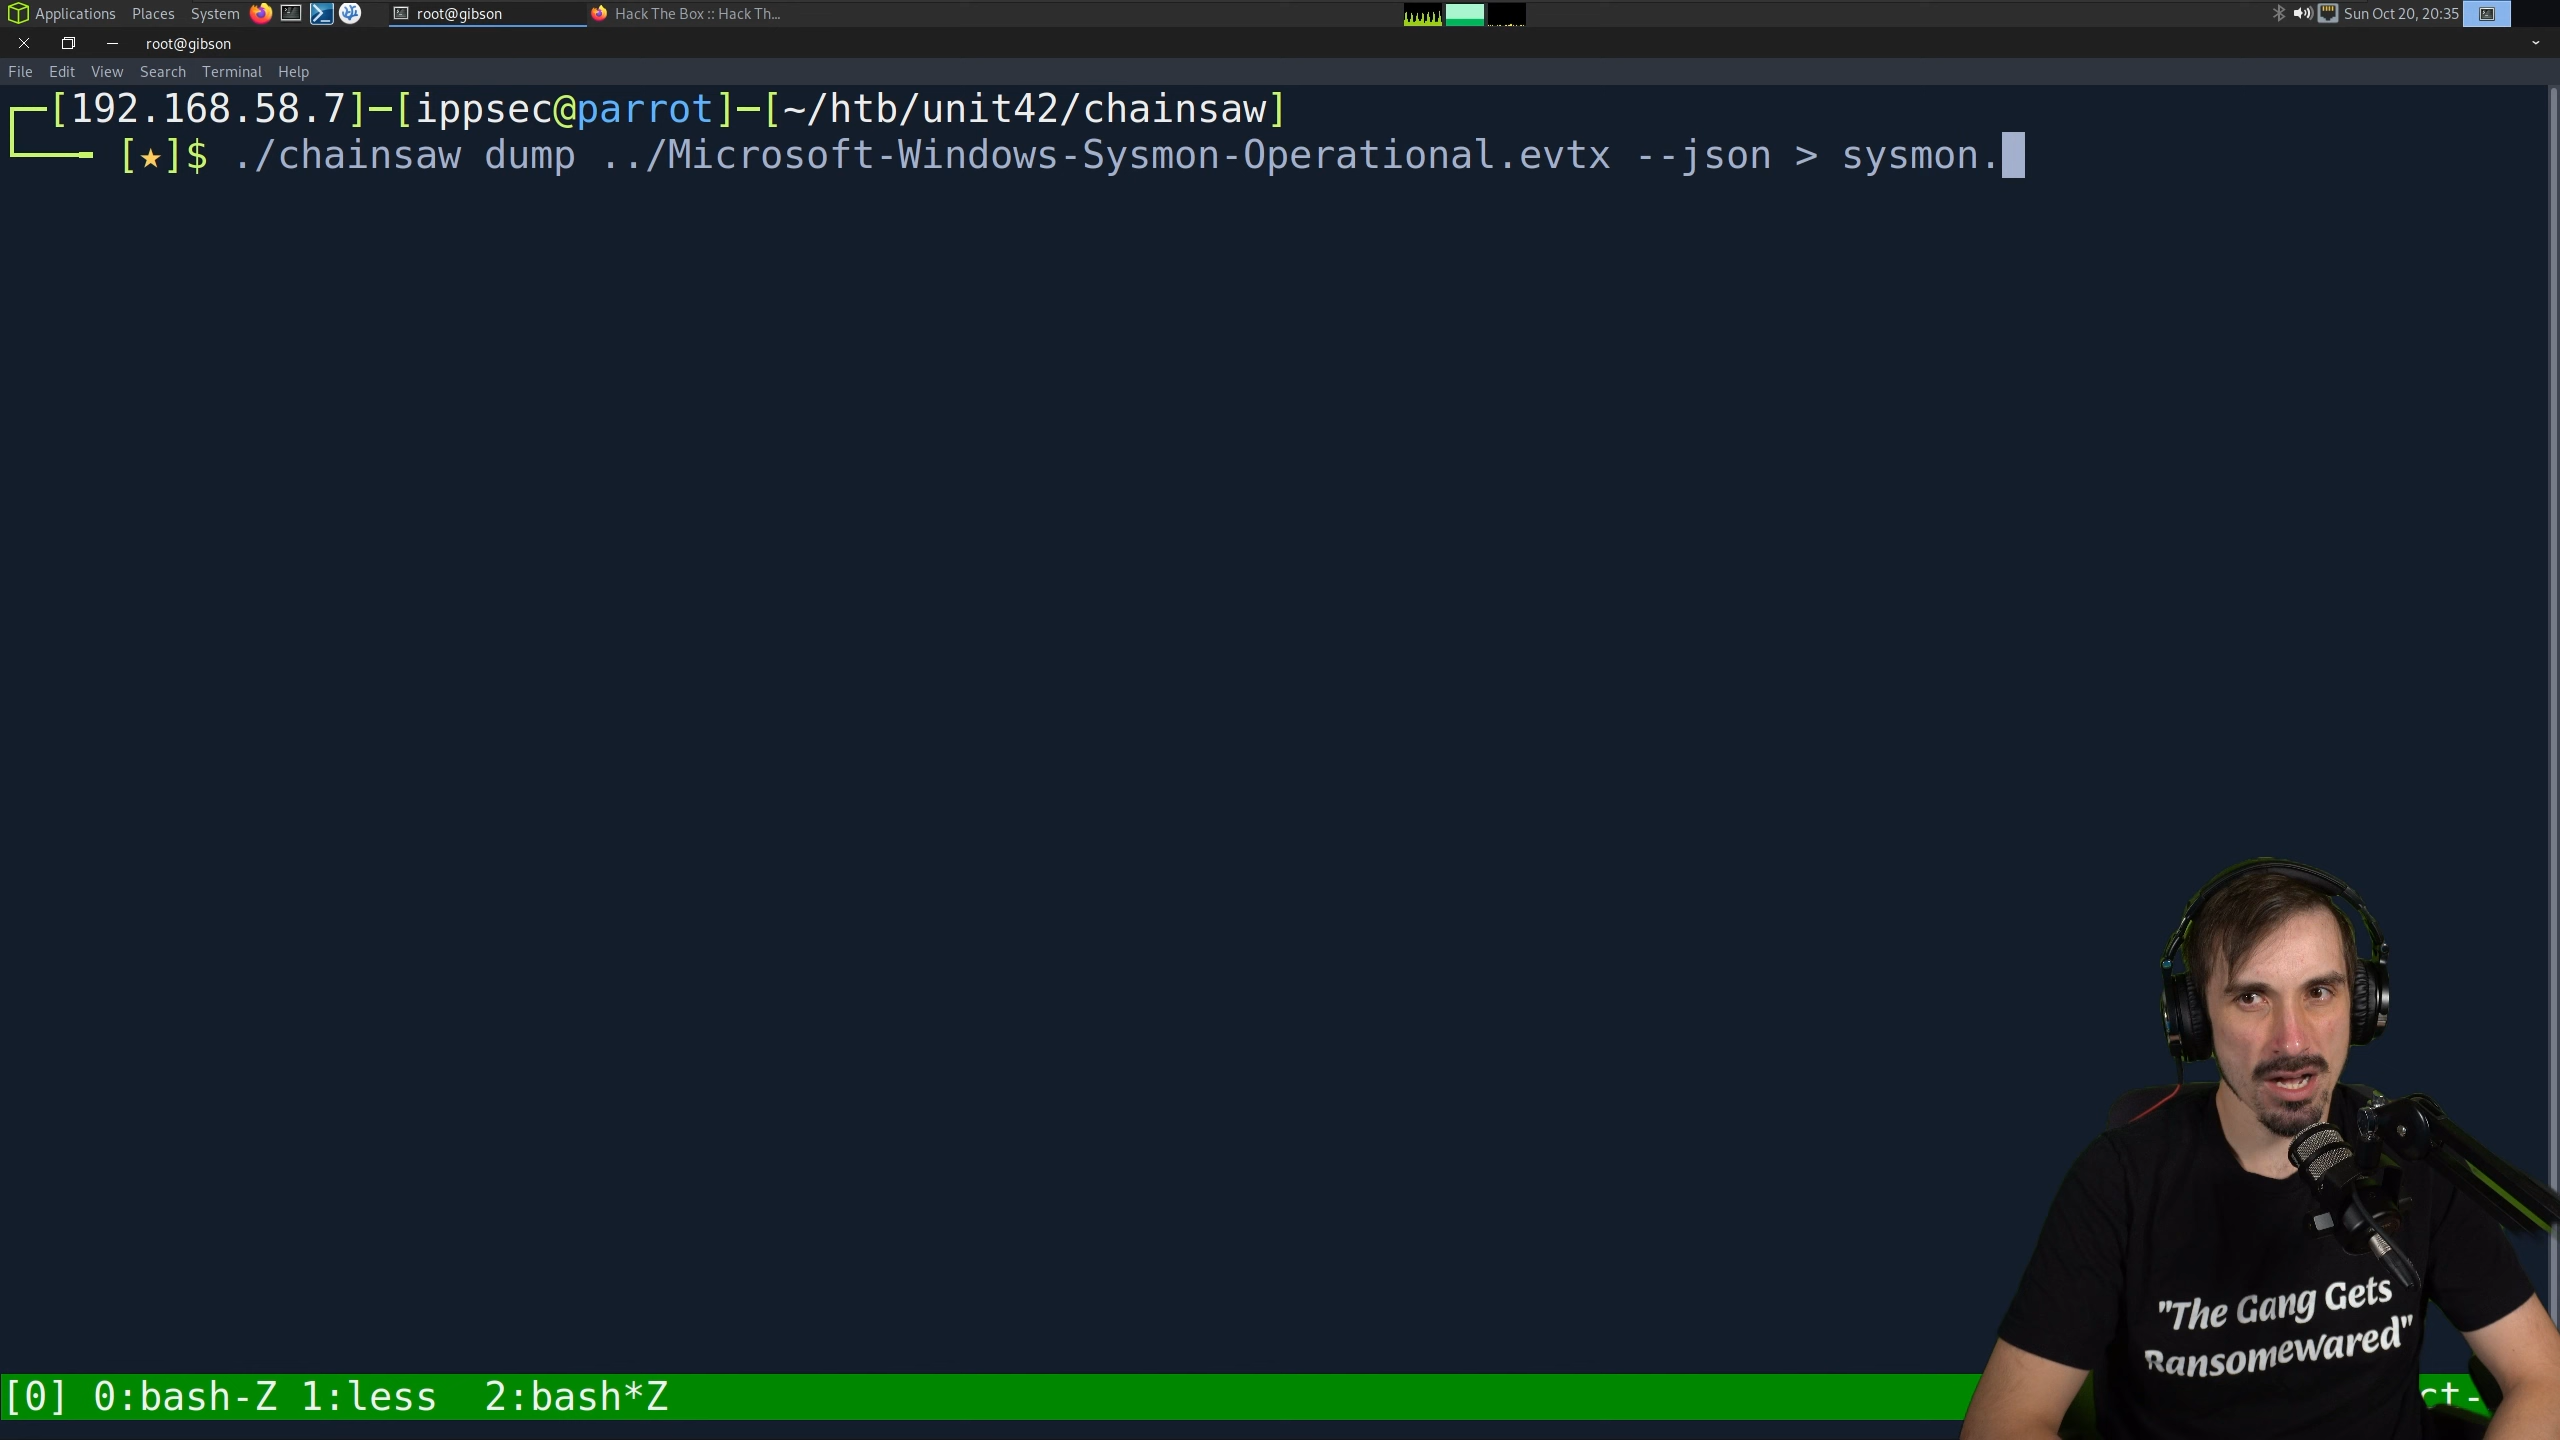 Applications Places System root@gibson Hack The Box :: Hack Th... Sun Oct 20, 20:35
root@gibson
File Edit View Search Terminal Help
[192.168.58.7]─[ippsec@parrot]─[~/htb/unit42/chainsaw]
[★]$ ./chainsaw dump ../Microsoft-Windows-Sysmon-Operational.evtx --json > sysmon.
"The Gang Gets
Ransomewared"
[0] 0:bash-Z 1:less 2:bash*Z ct-